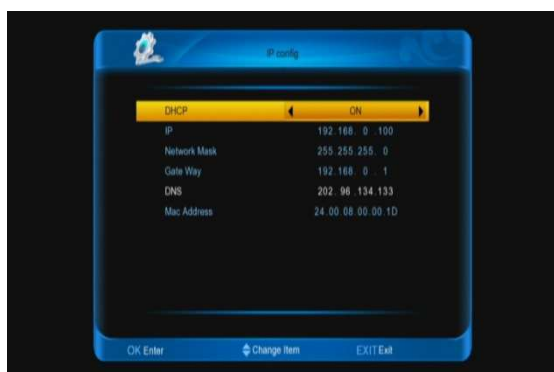 IP config
DHCP ON
IP 192.168. 0 .100
Network Mask 255.255.255. 0
Gate Way 192.168. 0 . 1
DNS 202. 96 .134.133
Mac Address 24.00.08.00.00.1D
OK Enter Change Item EXIT Exit